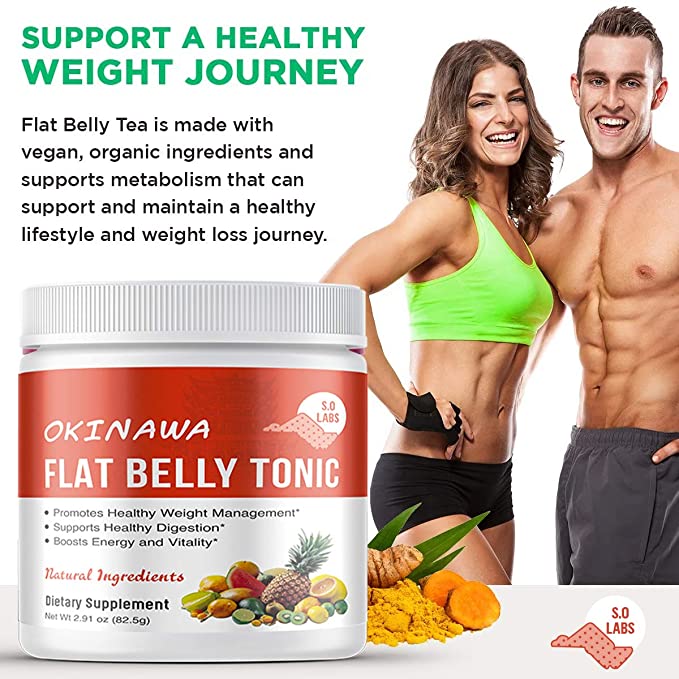 SUPPORT A HEALTHY
WEIGHT JOURNEY
Flat Belly Tea is made with
vegan, organic ingredients and
supports metabolism that can
support and maintain a healthy
lifestyle and weight loss journey.
S.O
LABS
OKINAWA
FLAT BELLY TONIC
• Promotes Healthy Weight Management*
• Supports Healthy Digestion*
• Boosts Energy and Vitality*
Natural Ingredients
Dietary Supplement
Net Wt 2.91 oz (82.5g)
S.O
LABS